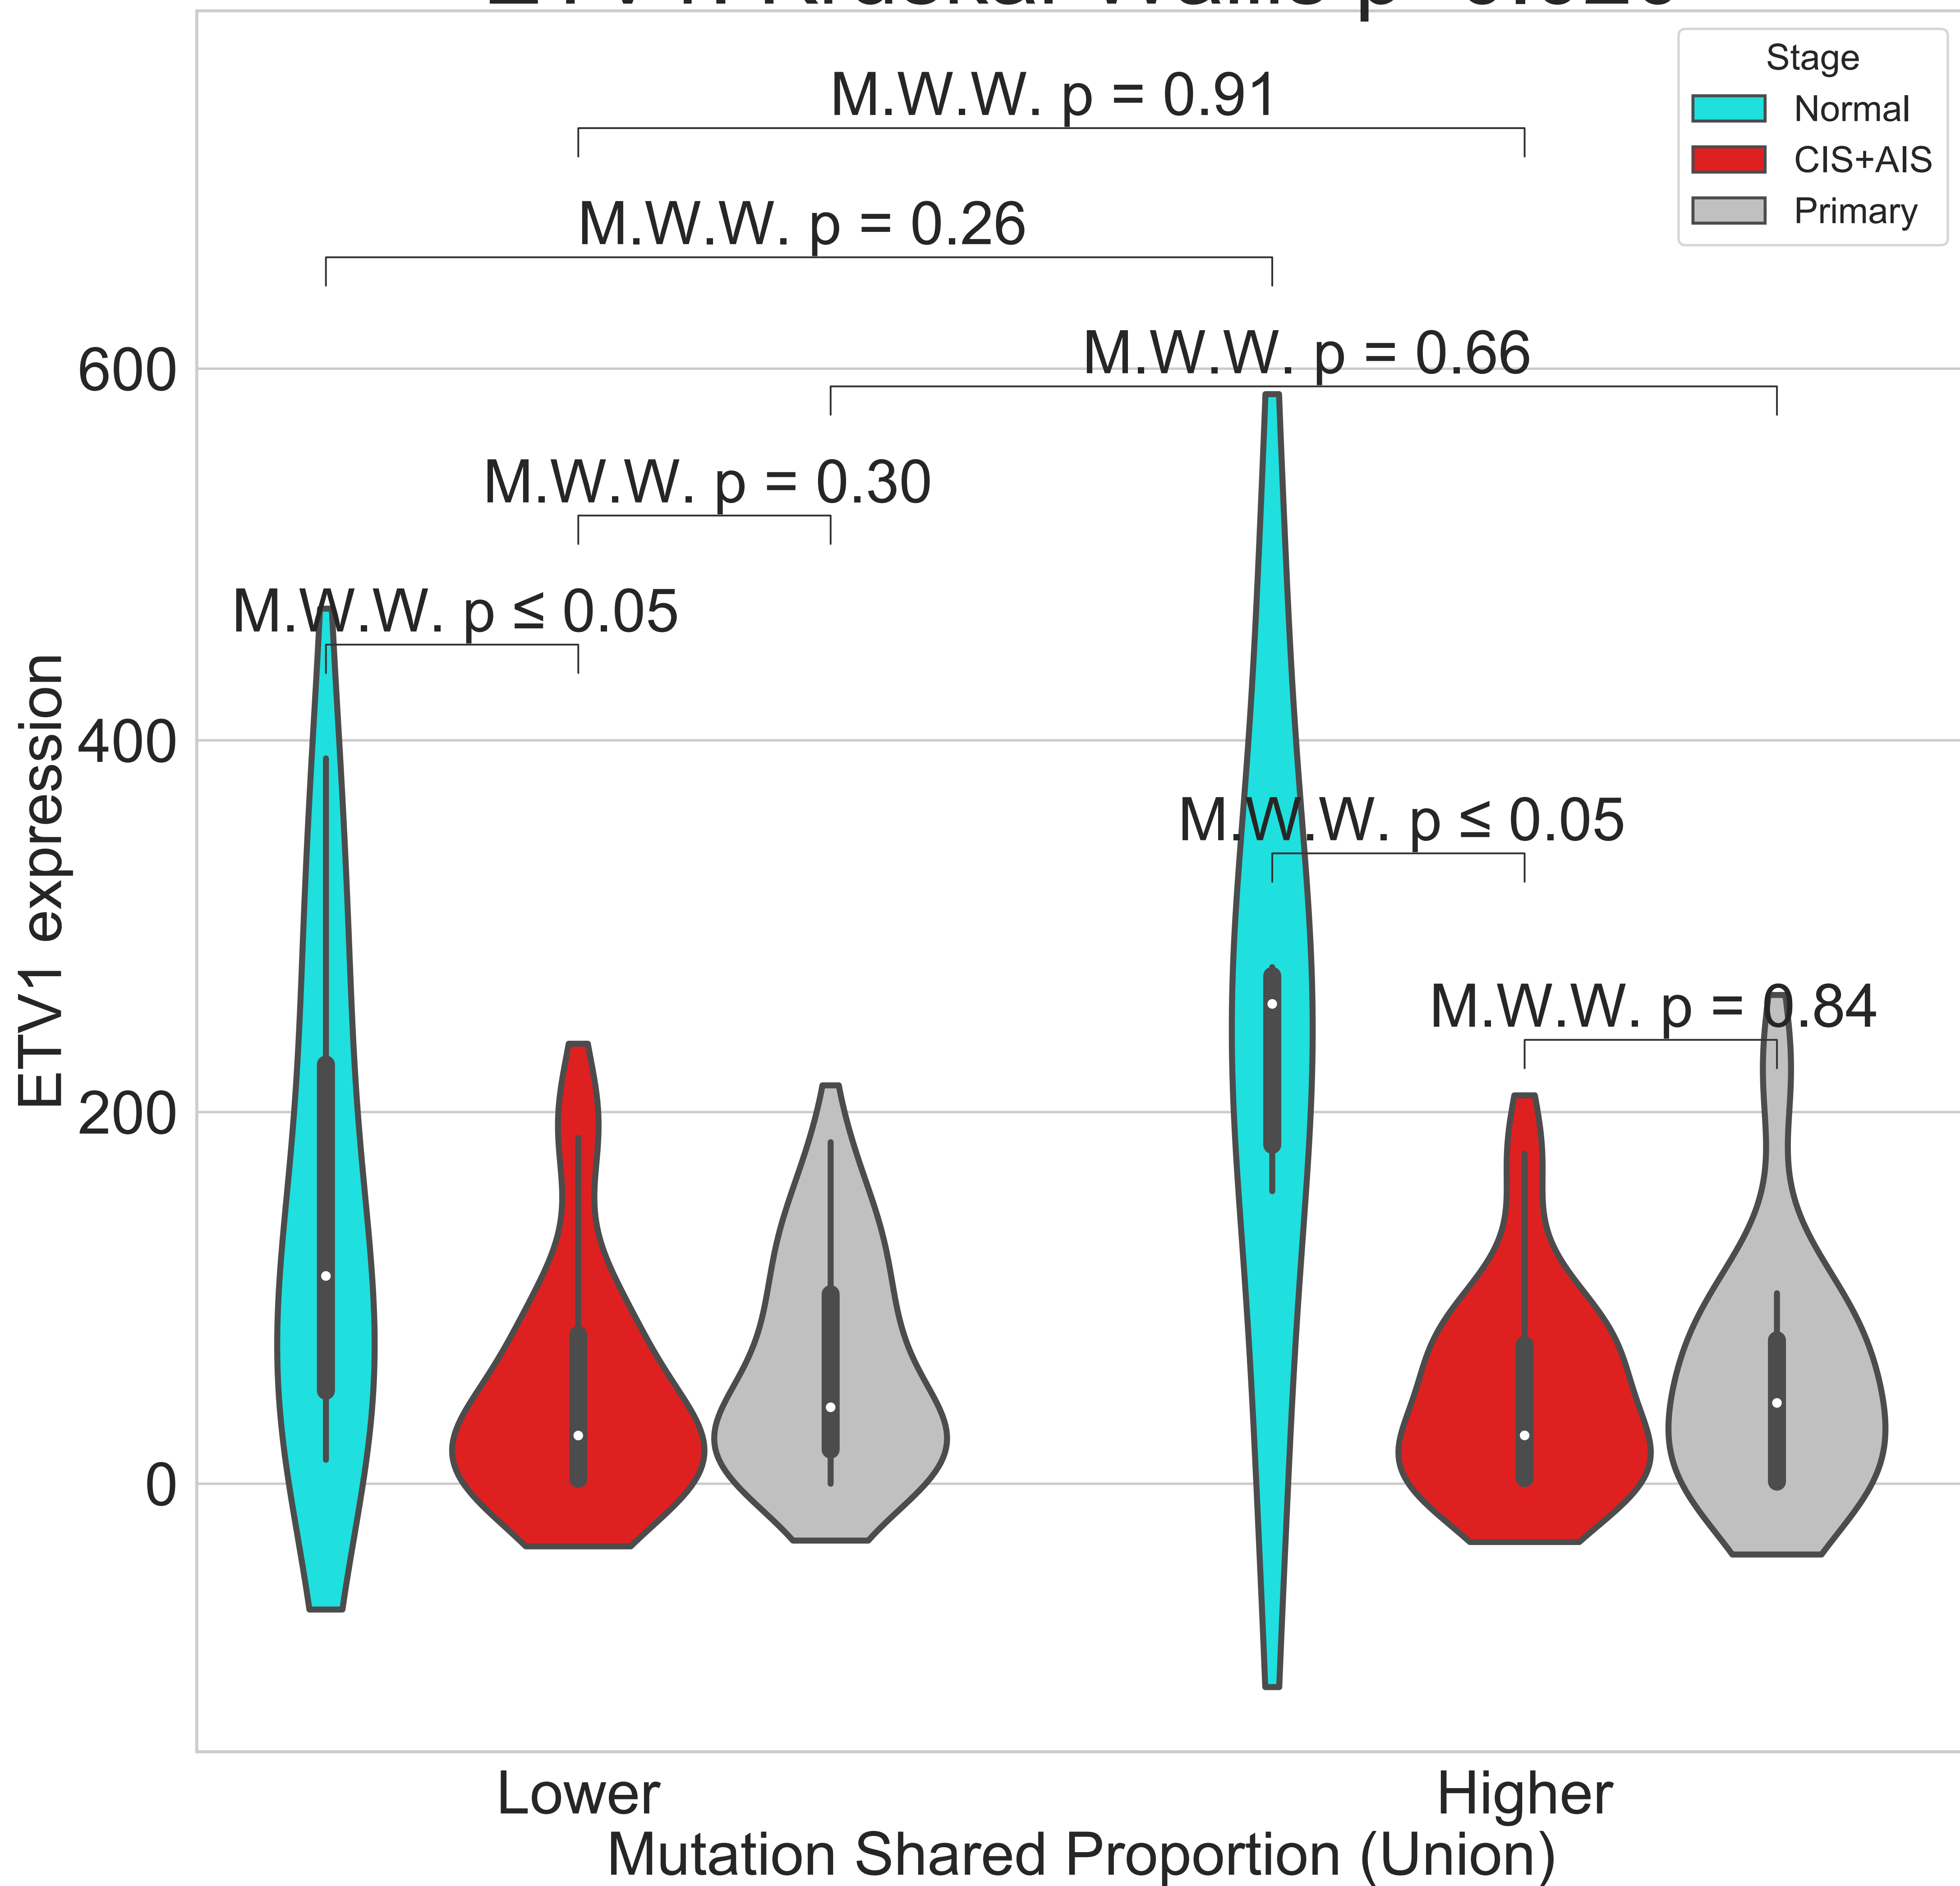 Stage
Normal
CIS+AIS
Primary
M.W.W. p = 0.91
M.W.W. p = 0.26
M.W.W. p = 0.66
M.W.W. p = 0.30
M.W.W. p ≤ 0.05
M.W.W. p ≤ 0.05
M.W.W. p = 0.84
ETV1 expression
600
400
200
0
Lower
Higher
Mutation Shared Proportion (Union)